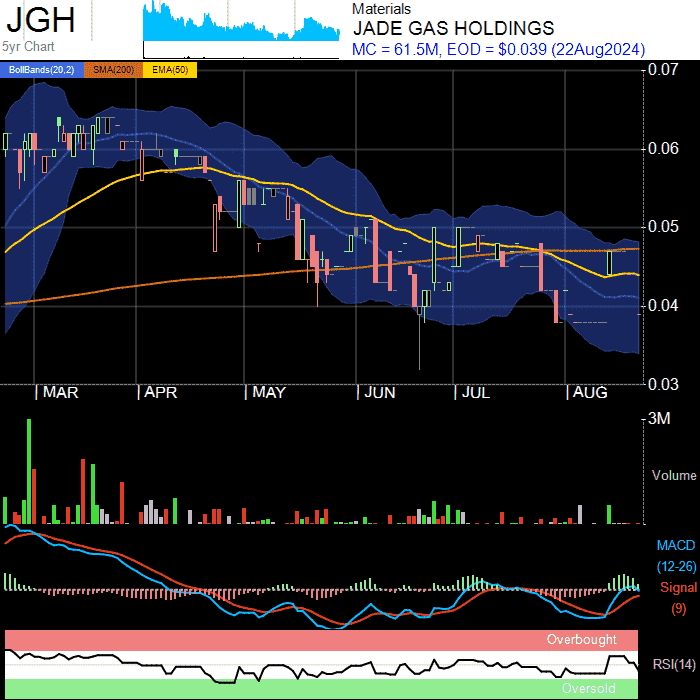 JGH
5yr Chart
Materials
JADE GAS HOLDINGS
MC = 61.5M, EOD = $0.039 (22Aug2024)
BollBands(20,2) SMA(200) EMA(50)
0.07
0.06
0.05
0.04
0.03
| MAR | APR | MAY | JUN | JUL | AUG
3M
Volume
MACD
(12-26)
Signal
(9)
Overbought
RSI(14)
Oversold